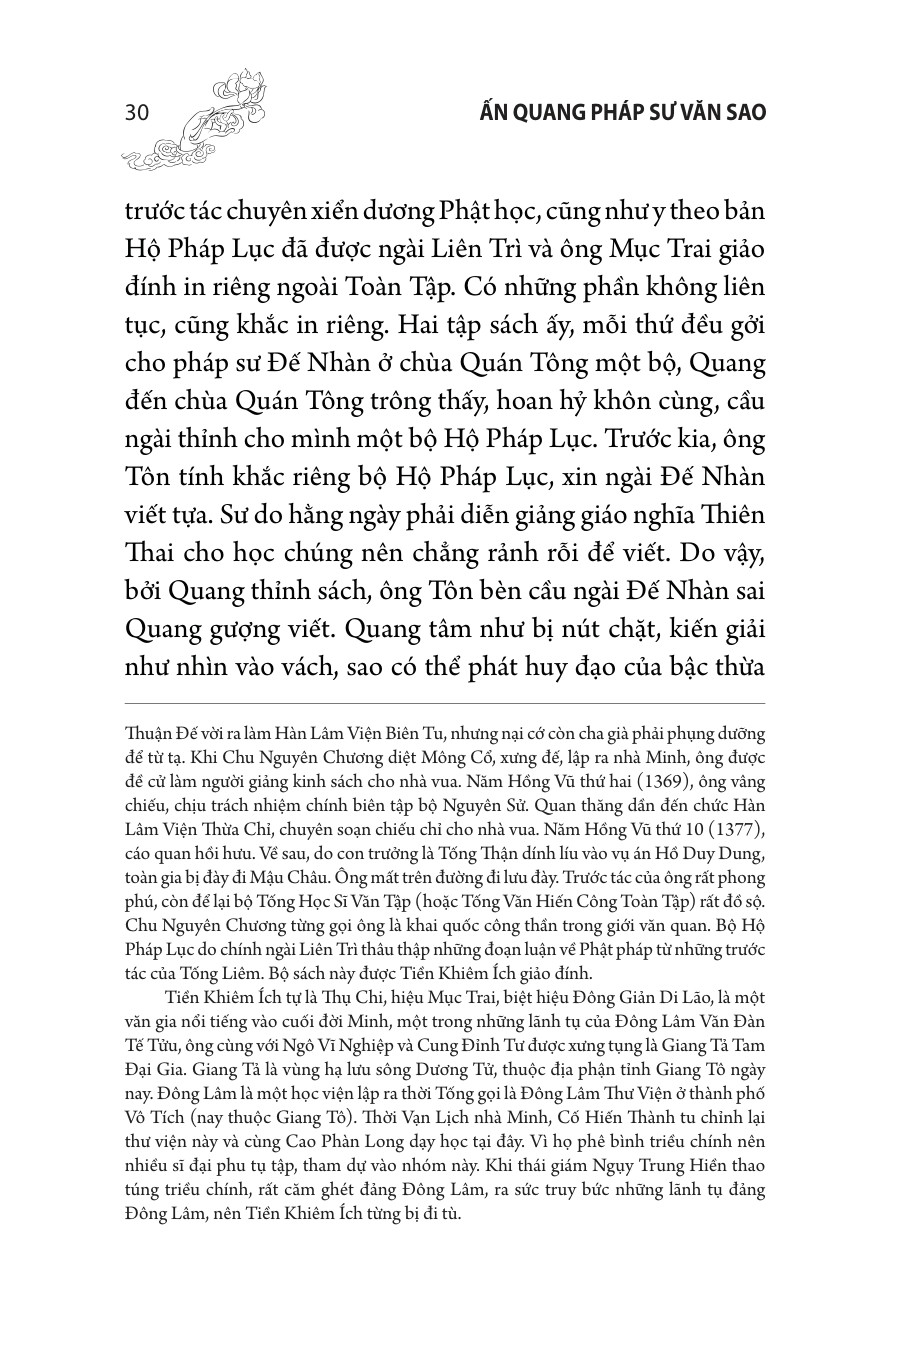 30
ẤN QUANG PHÁP SƯ VĂN SAO
trước tác chuyên xiển dương Phật học, cũng như y theo bản
Hộ Pháp Lục đã được ngài Liên Trì và ông Mục Trai giảo
đính in riêng ngoài Toàn Tập. Có những phần không liên
tục, cũng khắc in riêng. Hai tập sách ấy, mỗi thứ đều gởi
cho pháp sư Đế Nhàn ở chùa Quán Tông một bộ, Quang
đến chùa Quán Tông trông thấy, hoan hỷ khôn cùng, cầu
ngài thỉnh cho mình một bộ Hộ Pháp Lục. Trước kia, ông
Tôn tính khắc riêng bộ Hộ Pháp Lục, xin ngài Đế Nhàn
viết tựa. Sư do hằng ngày phải diễn giảng giáo nghĩa Thiên
Thai cho học chúng nên chẳng rảnh rỗi để viết. Do vậy,
bởi Quang thỉnh sách, ông Tôn bèn cầu ngài Đế Nhàn sai
Quang gượng viết. Quang tâm như bị nút chặt, kiến giải
như nhìn vào vách, sao có thể phát huy đạo của bậc thừa
Thuận Đế vời ra làm Hàn Lâm Viện Biên Tu, nhưng nại cớ còn cha già phải phụng dưỡng
để từ tạ. Khi Chu Nguyên Chương diệt Mông Cổ, xưng đế, lập ra nhà Minh, ông được
đề cử làm người giảng kinh sách cho nhà vua. Năm Hồng Vũ thứ hai (1369), ông vâng
chiếu, chịu trách nhiệm chính biên tập bộ Nguyên Sử. Quan thăng dần đến chức Hàn
Lâm Viện Thừa Chỉ, chuyên soạn chiếu chỉ cho nhà vua. Năm Hồng Vũ thứ 10 (1377),
cáo quan hồi hưu. Về sau, do con trưởng là Tống Thận dính líu vào vụ án Hồ Duy Dung,
toàn gia bị đày đi Mậu Châu. Ông mất trên đường đi lưu đày. Trước tác của ông rất phong
phú, còn để lại bộ Tống Học Sĩ Văn Tập (hoặc Tống Văn Hiến Công Toàn Tập) rất đồ sộ.
Chu Nguyên Chương từng gọi ông là khai quốc công thần trong giới văn quan. Bộ Hộ
Pháp Lục do chính ngài Liên Trì thâu thập những đoạn luận về Phật pháp từ những trước
tác của Tống Liêm. Bộ sách này được Tiền Khiêm Ích giảo đính.
Tiền Khiêm Ích tự là Thụ Chi, hiệu Mục Trai, biệt hiệu Đông Giản Di Lão, là một
văn gia nổi tiếng vào cuối đời Minh, một trong những lãnh tụ của Đông Lâm Văn Đàn
Tế Tửu, ông cùng với Ngô Vĩ Nghiệp và Cung Đỉnh Tư được xưng tụng là Giang Tả Tam
Đại Gia. Giang Tả là vùng hạ lưu sông Dương Tử, thuộc địa phận tỉnh Giang Tô ngày
nay. Đông Lâm là một học viện lập ra thời Tống gọi là Đông Lâm Thư Viện ở thành phố
Vô Tích (nay thuộc Giang Tô). Thời Vạn Lịch nhà Minh, Cố Hiến Thành tu chỉnh lại
thư viện này và cùng Cao Phàn Long dạy học tại đây. Vì họ phê bình triều chính nên
nhiều sĩ đại phu tụ tập, tham dự vào nhóm này. Khi thái giám Ngụy Trung Hiền thao
túng triều chính, rất căm ghét đảng Đông Lâm, ra sức truy bức những lãnh tụ đảng
Đông Lâm, nên Tiền Khiêm Ích từng bị đi tù.